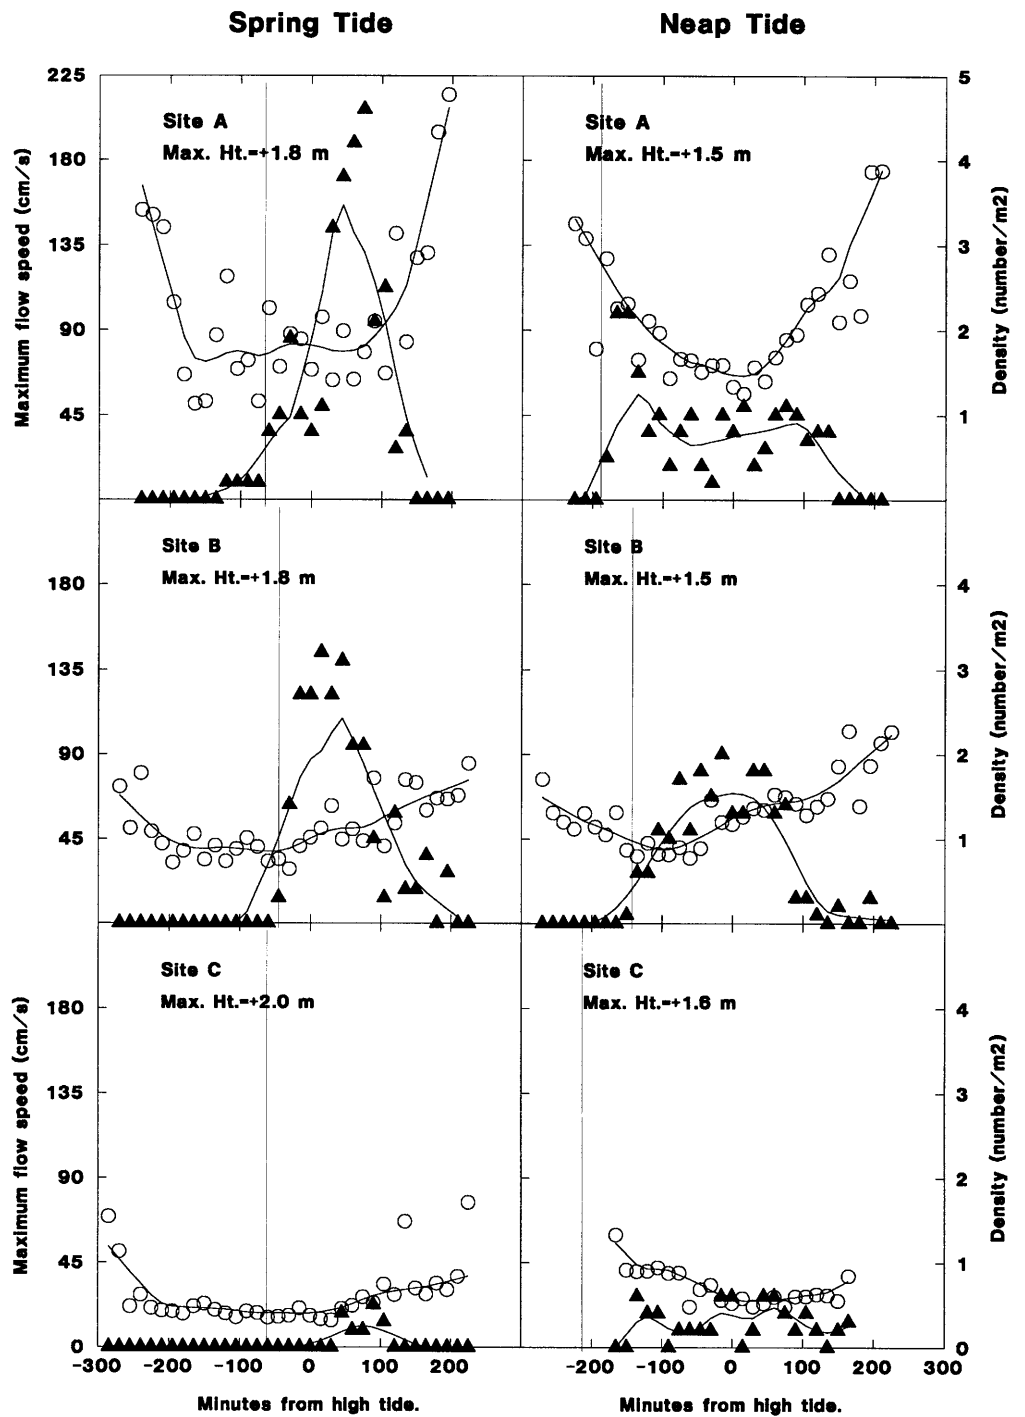 Spring Tide Neap Tide
225 5
Site A Site A
Max. Ht.=+1.8 m Max. Ht.=+1.5 m
180 4
135 3
90 2
45 1
Maximum flow speed (cm/s)
Density (number/m2)
Site B Site B
Max. Ht.=+1.8 m Max. Ht.=+1.5 m
180 4
135 3
90 2
45 1
Density (number/m2)
Site C Site C
Max. Ht.=+2.0 m Max. Ht.=+1.6 m
180 4
135 3
90 2
45 1
0 0
Maximum flow speed (cm/s)
Density (number/m2)
-300 -200 -100 0 100 200 -200 -100 0 100 200 300
Minutes from high tide. Minutes from high tide.